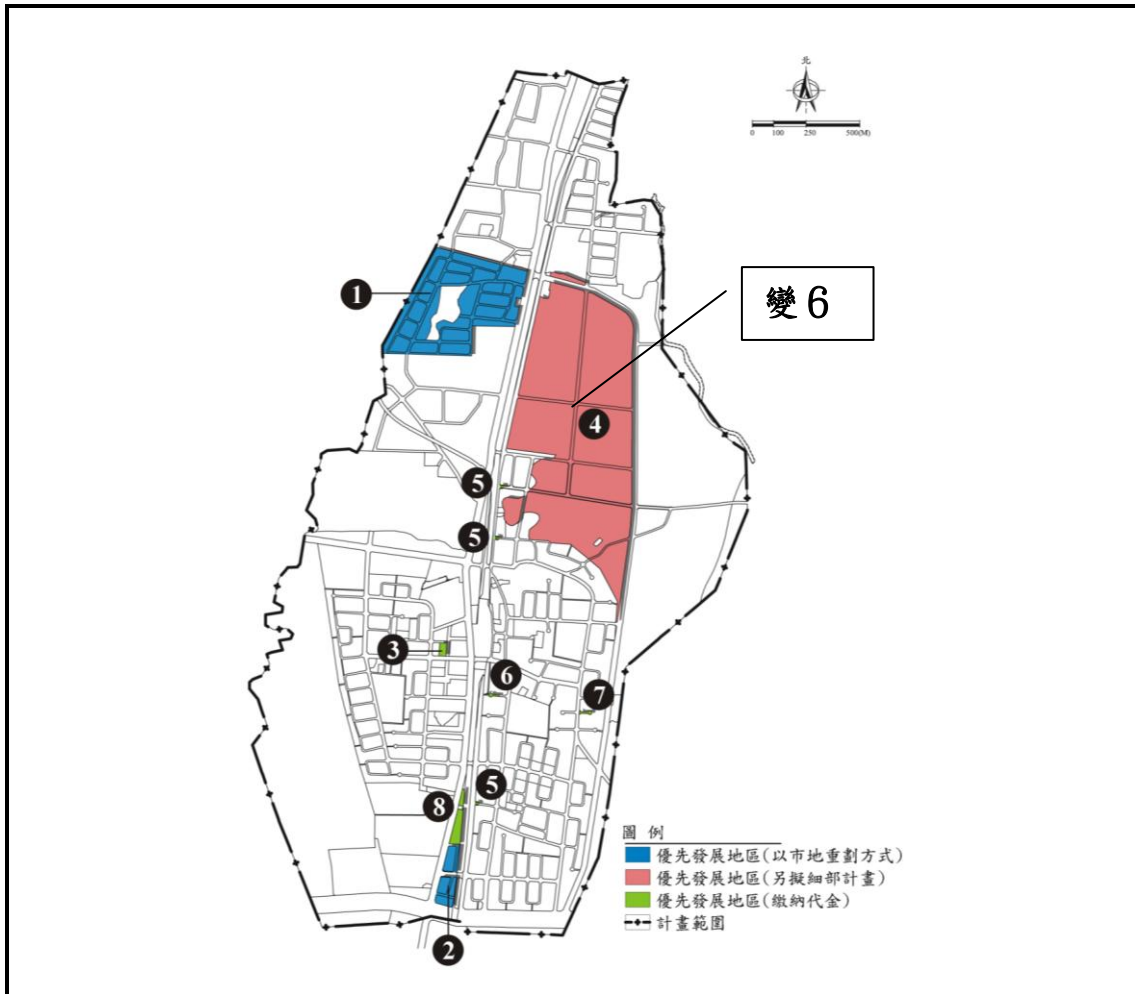 北
0 100 250 500(M)
1
變6
4
5
5
3
6
7
5
8
2
圖 例
優先發展地區(以市地重劃方式)
優先發展地區(另擬細部計畫)
優先發展地區(繳納代金)
計畫範圍